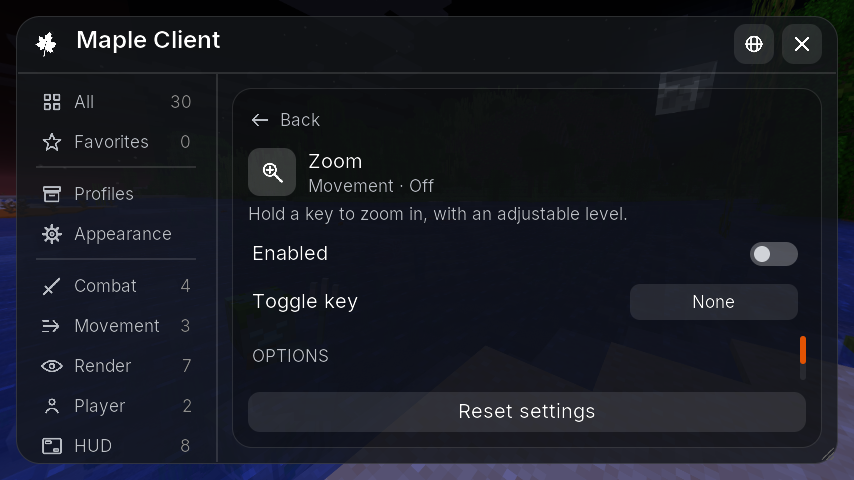 Maple Client
All 30
Favorites 0
Profiles
Appearance
Combat 4
Movement 3
Render 7
Player 2
HUD 8
Back
Zoom
Movement · Off
Hold a key to zoom in, with an adjustable level.
Enabled
Toggle key None
OPTIONS
Reset settings